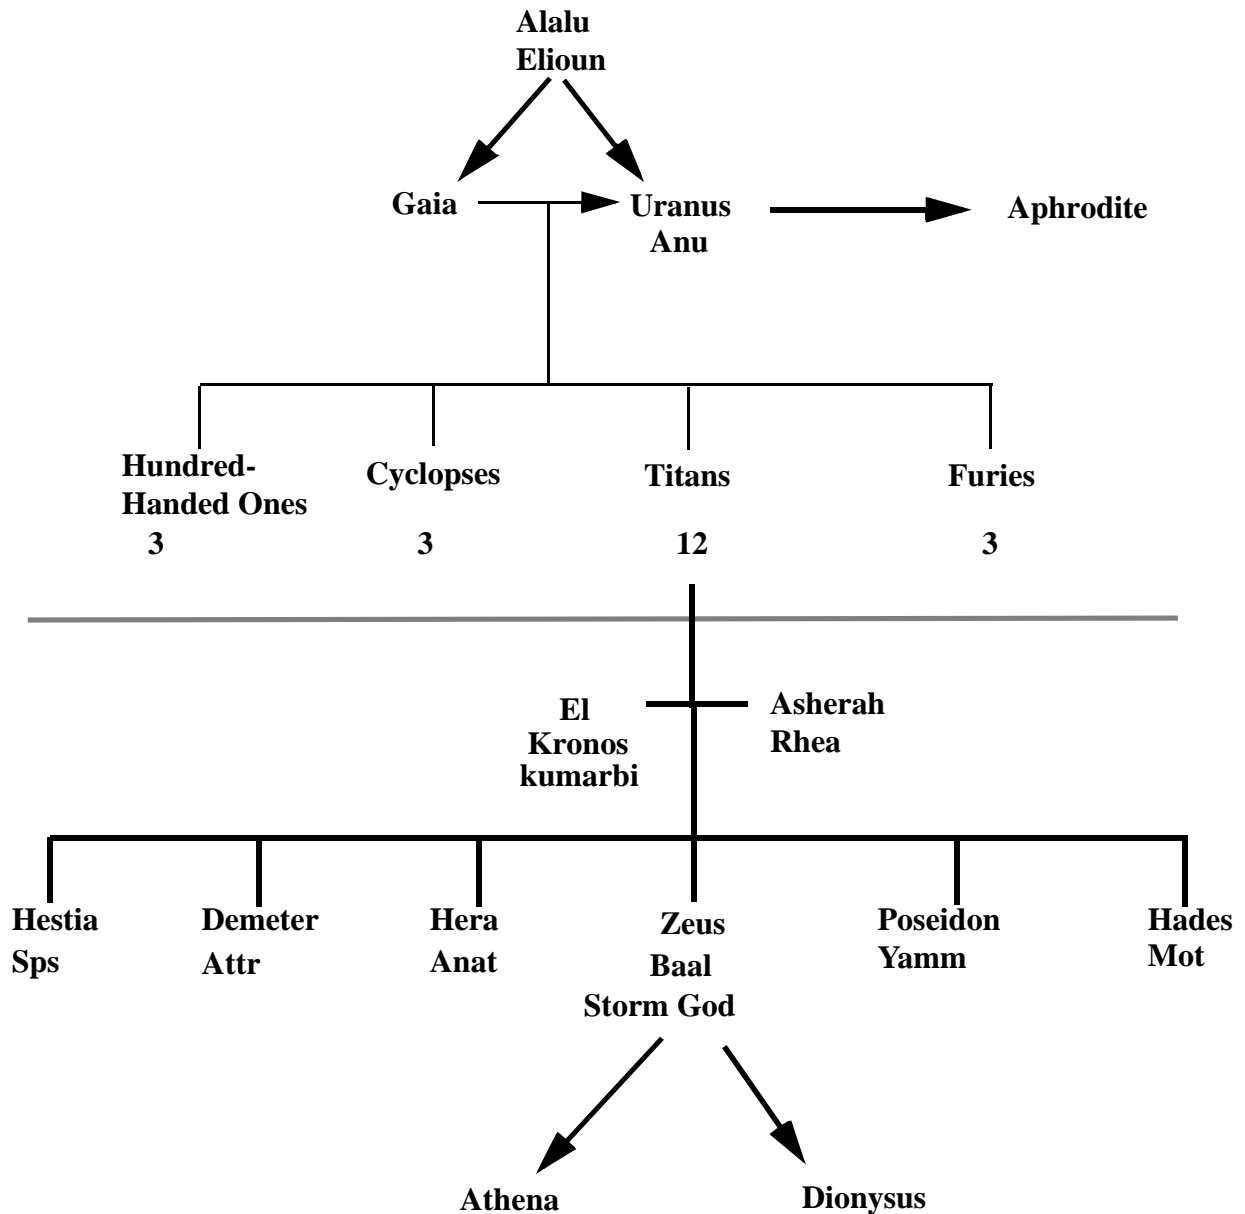 Alalu
Elioun
Gaia
Uranus
Anu
Aphrodite
Hundred-
Handed Ones
3
Cyclopses
3
Titans
12
Furies
3
El
Kronos
kumarbi
Asherah
Rhea
Hestia
Sps
Demeter
Attr
Hera
Anat
Zeus
Baal
Storm God
Poseidon
Yamm
Hades
Mot
Athena
Dionysus